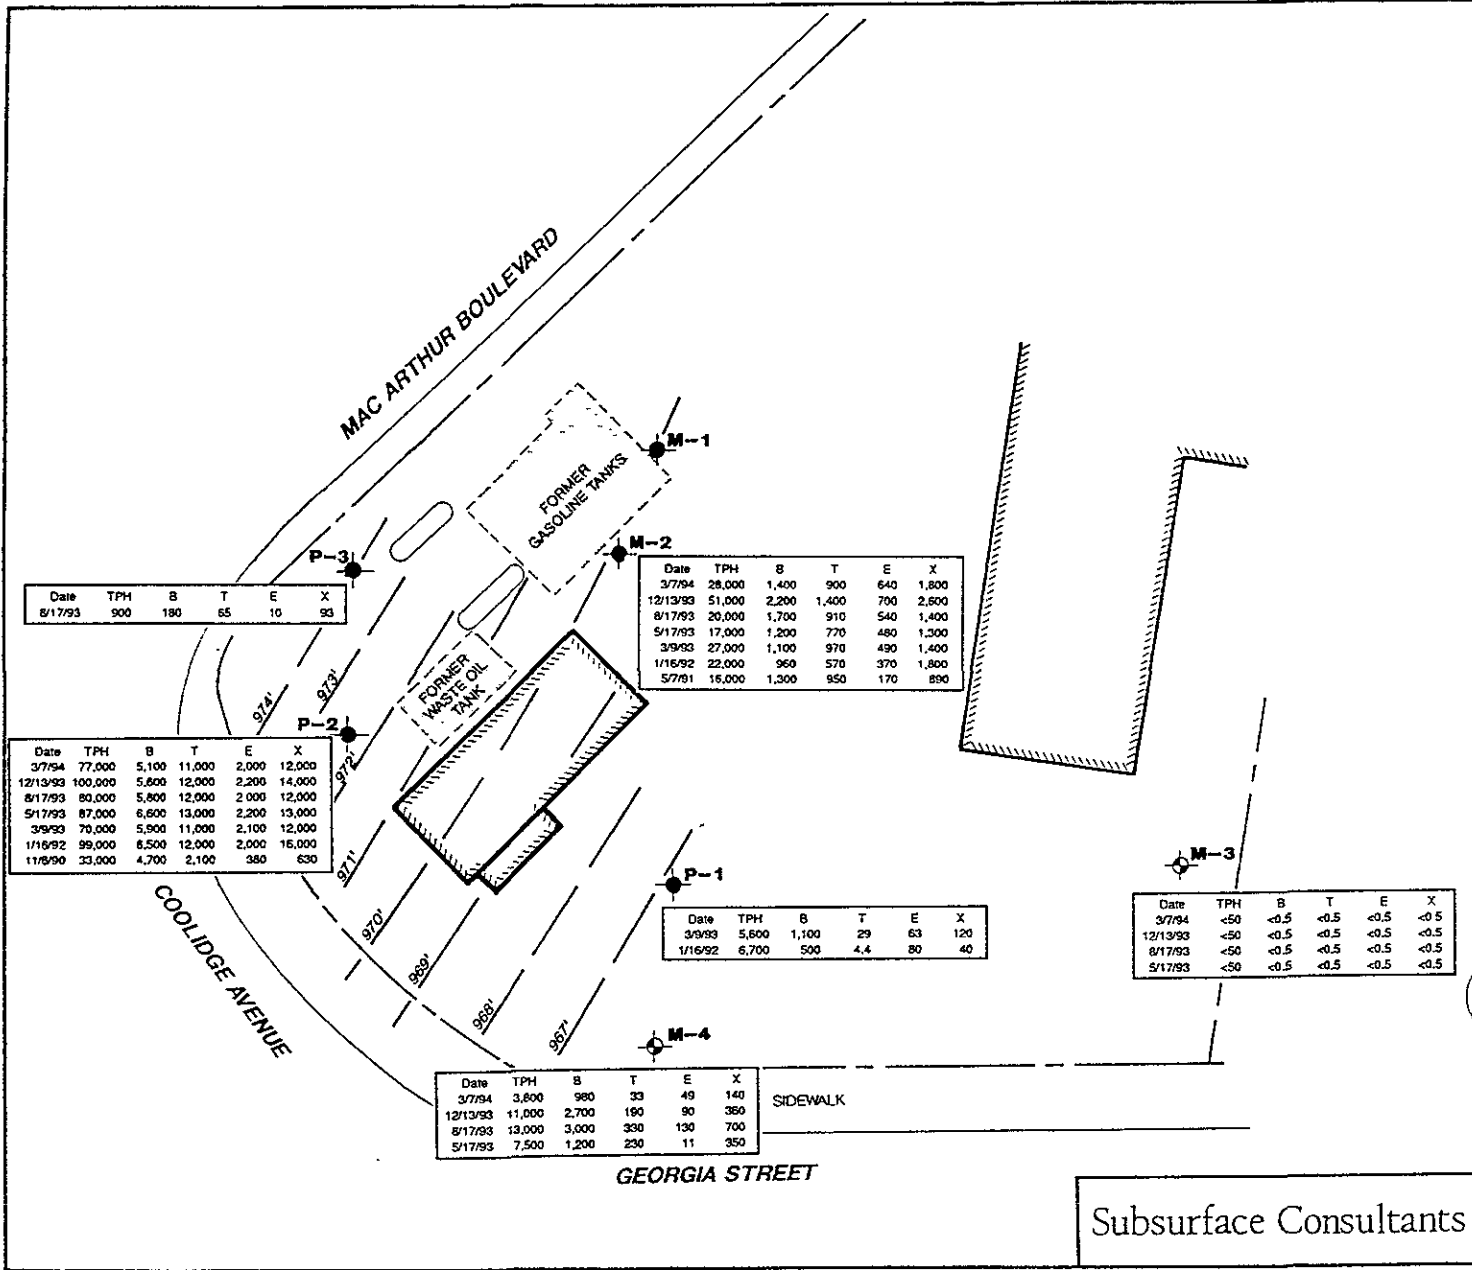 MAC ARTHUR BOULEVARD
M-1
FORMER
GASOLINE TANKS
M-2
P-3
Date TPH B T E X
8/17/93 900 180 65 10 93
Date TPH B T E X
3/7/94 28,000 1,400 900 640 1,800
12/13/93 51,000 2,200 1,400 700 2,600
8/17/93 20,000 1,700 910 540 1,400
5/17/93 17,000 1,200 770 480 1,300
3/9/93 27,000 1,100 970 490 1,400
1/16/92 22,000 960 570 370 1,800
5/7/91 16,000 1,300 950 170 890
FORMER
WASTE OIL
TANK
974'
973'
P-2
972'
Date TPH B T E X
3/7/94 77,000 5,100 11,000 2,000 12,000
12/13/93 100,000 5,600 12,000 2,200 14,000
8/17/93 80,000 5,800 12,000 2 000 12,000
5/17/93 87,000 6,600 13,000 2,200 13,000
3/9/93 70,000 5,900 11,000 2,100 12,000
1/16/92 99,000 6,500 12,000 2,000 16,000
11/8/90 33,000 4,700 2,100 380 630
971'
970'
969'
968'
967'
P-1
Date TPH B T E X
3/9/93 5,600 1,100 29 63 120
1/16/92 6,700 500 4.4 80 40
M-3
Date TPH B T E X
3/7/94 <50 <0.5 <0.5 <0.5 <0 5
12/13/93 <50 <0.5 <0.5 <0.5 <0.5
8/17/93 <50 <0.5 <0.5 <0.5 <0.5
5/17/93 <50 <0.5 <0.5 <0.5 <0.5
COOLIDGE AVENUE
M-4
Date TPH B T E X
3/7/94 3,600 980 33 49 140
12/13/93 11,000 2,700 190 90 360
8/17/93 13,000 3,000 330 130 700
5/17/93 7,500 1,200 230 11 350
SIDEWALK
GEORGIA STREET
Subsurface Consultants